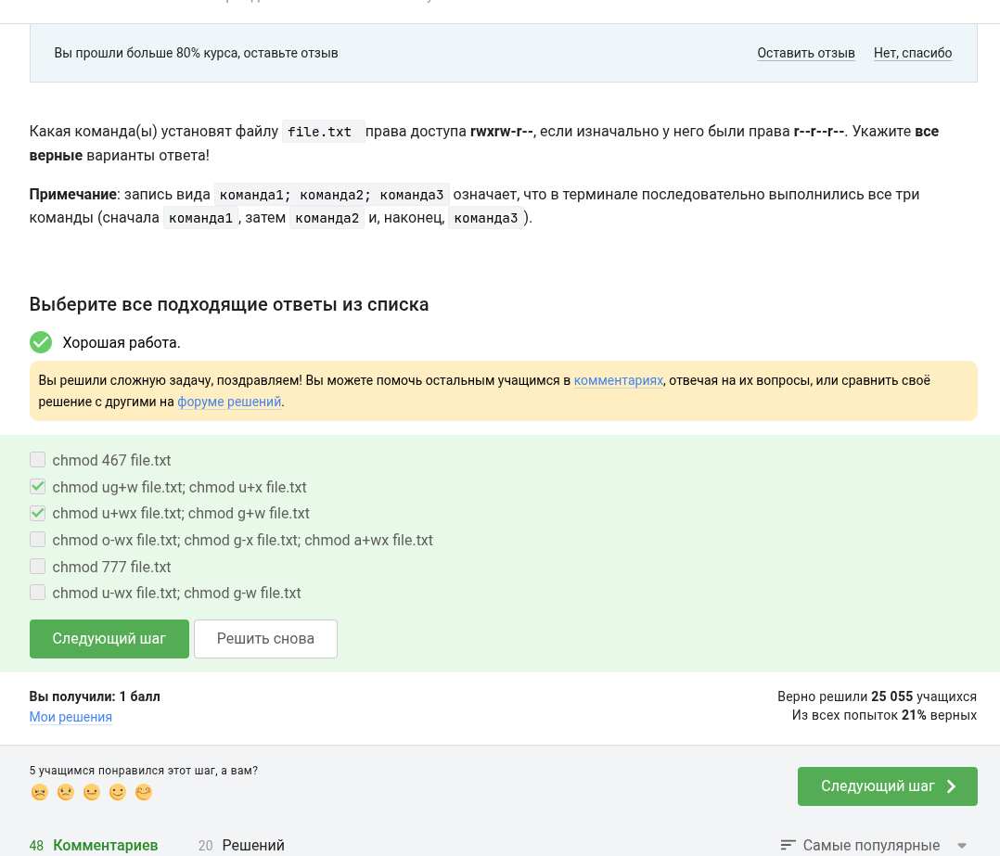 Вы прошли больше 80% курса, оставьте отзыв
Оставить отзыв
Нет, спасибо
Какая команда(ы) установят файлу file.txt права доступа rwxrw-r--, если изначально у него были права r--r--r--. Укажите все
верные варианты ответа!
Примечание: запись вида команда1; команда2; команда3 означает, что в терминале последовательно выполнились все три
команды (сначала команда1, затем команда2 и, наконец, команда3).
Выберите все подходящие ответы из списка
Хорошая работа.
Вы решили сложную задачу, поздравляем! Вы можете помочь остальным учащимся в комментариях, отвечая на их вопросы, или сравнить своё
решение с другими на форуме решений.
chmod 467 file.txt
chmod ug+w file.txt; chmod u+x file.txt
chmod u+wx file.txt; chmod g+w file.txt
chmod o-wx file.txt; chmod g-x file.txt; chmod a+wx file.txt
chmod 777 file.txt
chmod u-wx file.txt; chmod g-w file.txt
Следующий шаг
Решить снова
Вы получили: 1 балл
Мои решения
Верно решили 25 055 учащихся
Из всех попыток 21% верных
5 учащимся понравился этот шаг, а вам?
Следующий шаг
48 Комментариев
20 Решений
Самые популярные